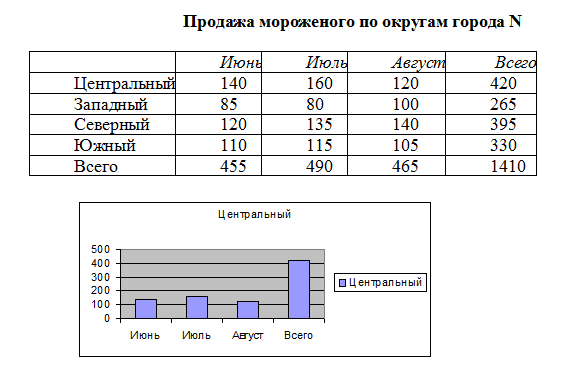 Продажа мороженого по округам города N
Июнь Июль Август Всего
Центральный 140 160 120 420
Западный 85 80 100 265
Северный 120 135 140 395
Южный 110 115 105 330
Всего 455 490 465 1410
Центральный
500
400
300
200
100
0
Июнь Июль Август Всего
Центральный